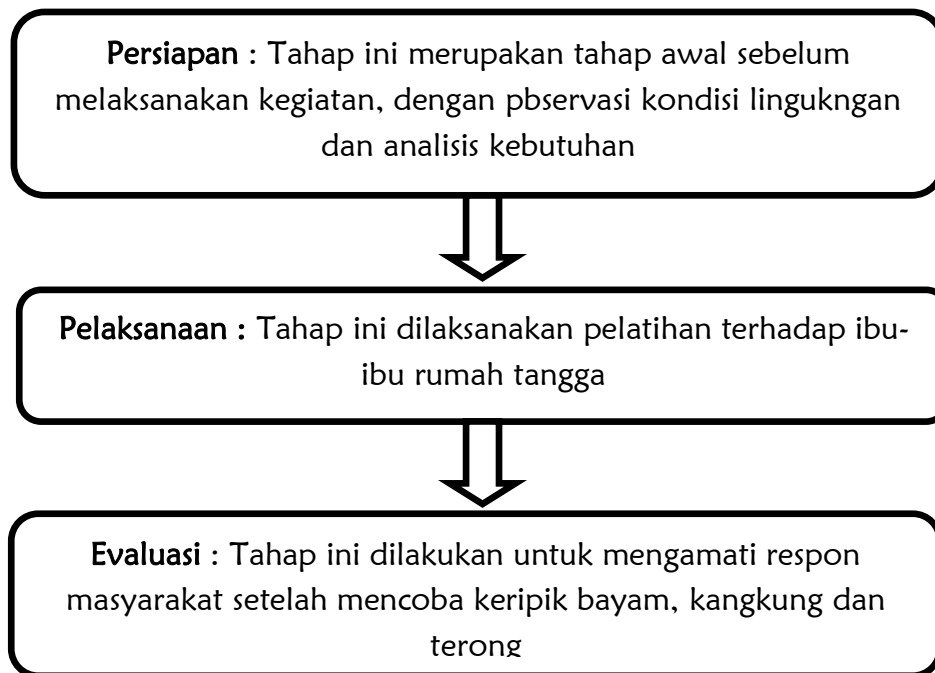 Persiapan : Tahap ini merupakan tahap awal sebelum
melaksanakan kegiatan, dengan pbservasi kondisi lingukngan
dan analisis kebutuhan
Pelaksanaan : Tahap ini dilaksanakan pelatihan terhadap ibu-
ibu rumah tangga
Evaluasi : Tahap ini dilakukan untuk mengamati respon
masyarakat setelah mencoba keripik bayam, kangkung dan
terong